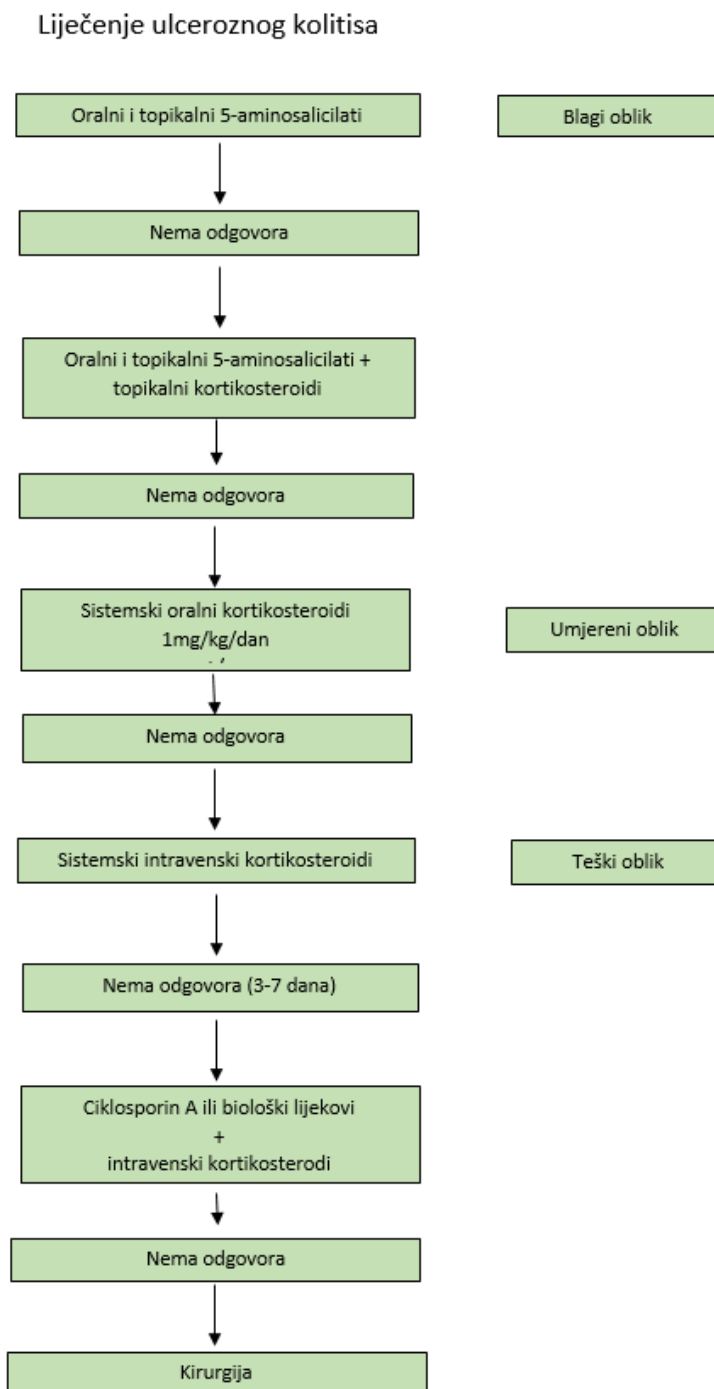 Liječenje ulceroznog kolitisa
Oralni i topikalni 5-aminosalicilati
Blagi oblik
Nema odgovora
Oralni i topikalni 5-aminosalicilati +
topikalni kortikosteroidi
Nema odgovora
Sistemski oralni kortikosteroidi
1mg/kg/dan
Umjereni oblik
Nema odgovora
Sistemski intravenski kortikosteroidi
Teški oblik
Nema odgovora (3-7 dana)
Ciklosporin A ili biološki lijekovi
+
intravenski kortikosterodi
Nema odgovora
Kirurgija